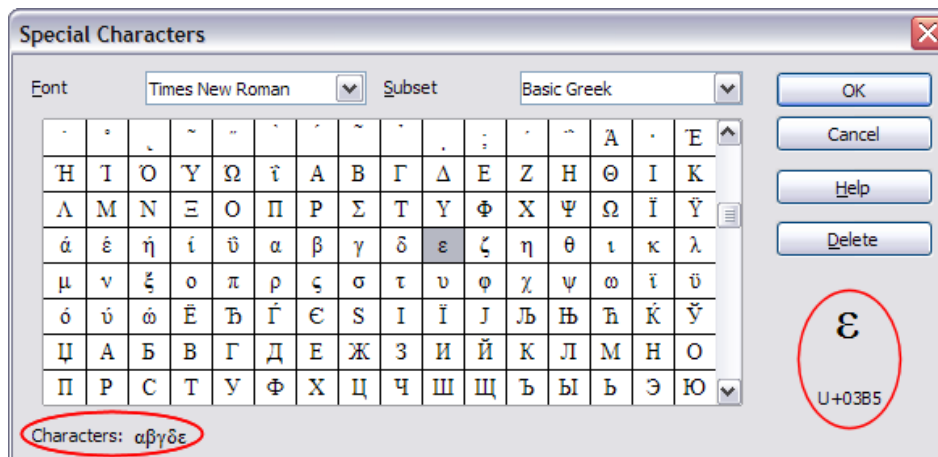 Special Characters
Font Times New Roman Subset Basic Greek OK
Cancel
Help
Delete
Ά · Έ
Ή Ί Ό Ύ Ώ ΐ Α Β Γ Δ Ε Ζ Η Θ Ι Κ
Λ Μ Ν Ξ Ο Π Ρ Σ Τ Υ Φ Χ Ψ Ω Ϊ Ϋ
ά έ ή ί ΰ α β γ δ ε ζ η θ ι κ λ
μ ν ξ ο π ρ ς σ τ υ φ χ ψ ω ϊ ϋ
ό ύ ώ Ё Ђ Ѓ Є Ѕ І Ї Ј Љ Њ Ћ Ќ Ў
Џ А Б В Г Д Е Ж З И Й К Л М Н О
П Р С Т У Ф Х Ц Ч Ш Щ Ъ Ы Ь Э Ю
ε
U+03B5
Characters: αβγδε